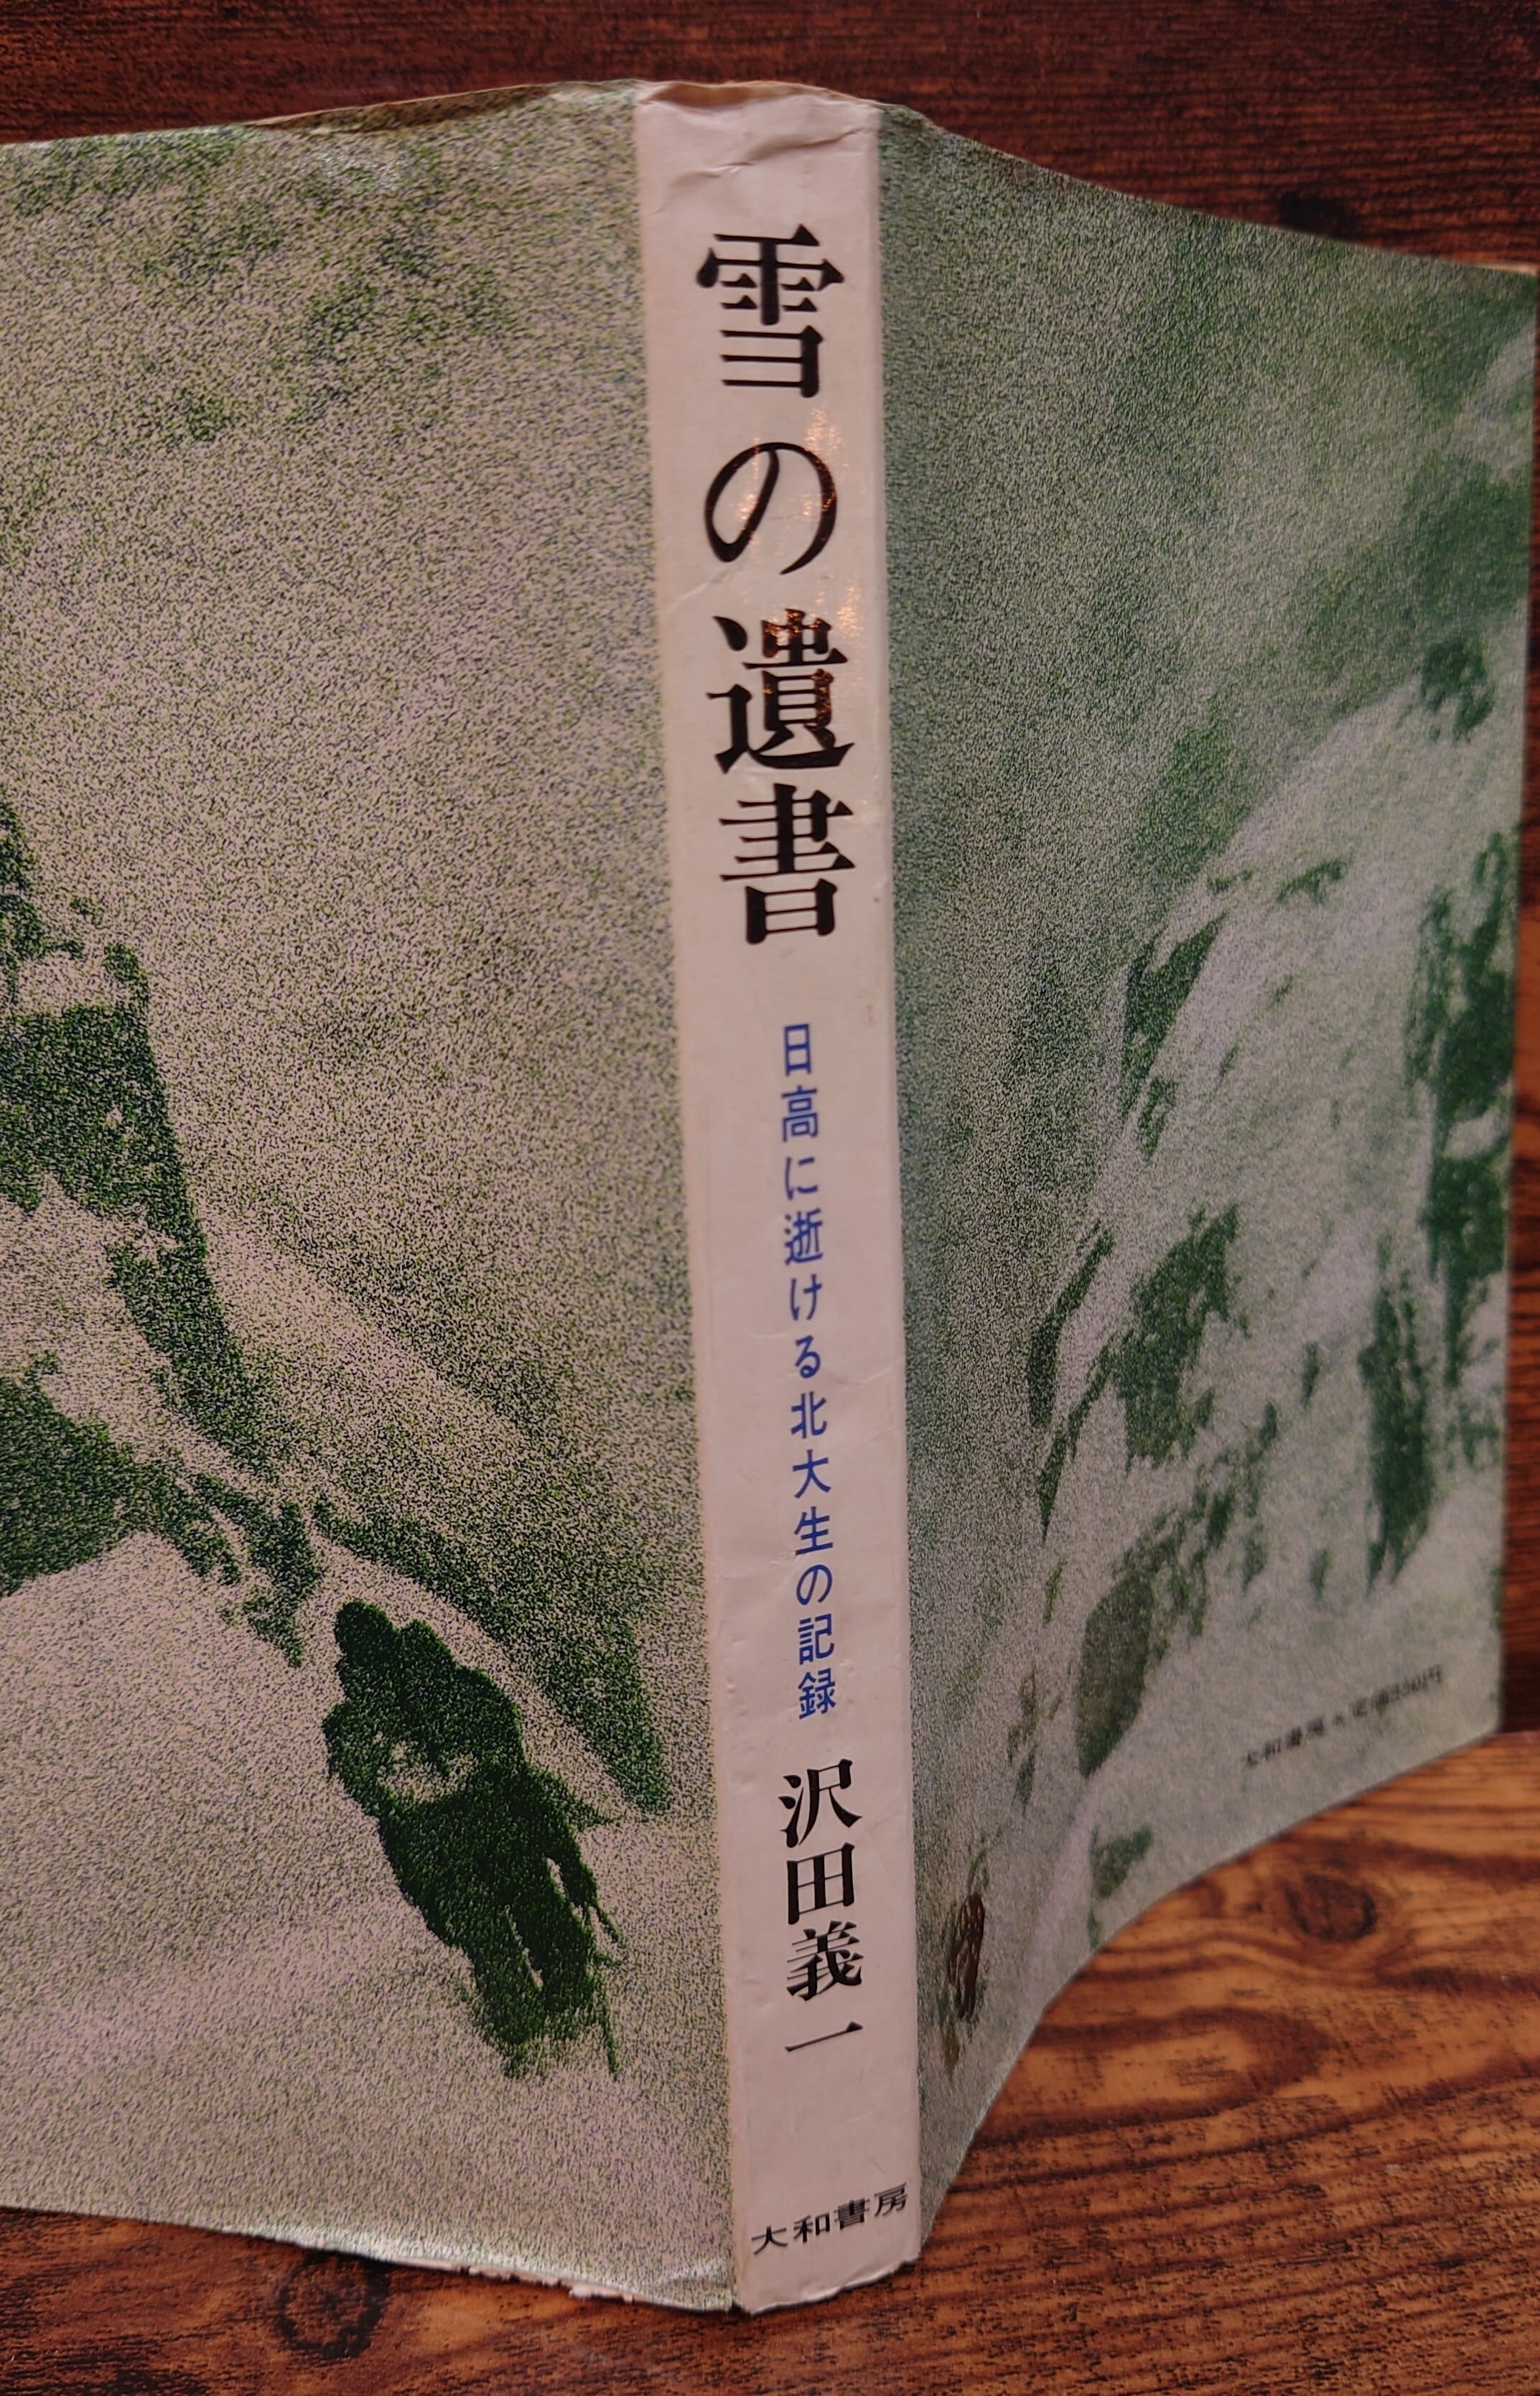 雪の遺書
日高に逝ける北大生の記録
沢田義一
大和書房